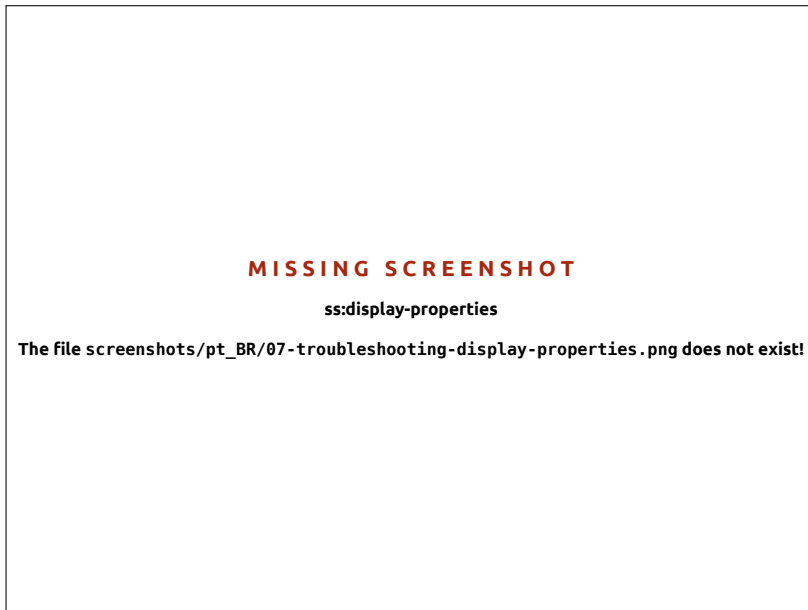 MISSING SCREENSHOT
ss:display-properties
The file screenshots/pt_BR/07-troubleshooting-display-properties.png does not exist!